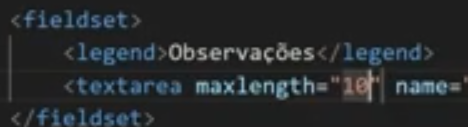 <fieldset>
<legend>Observações</legend>
<textarea maxlength="10" name="
</fieldset>